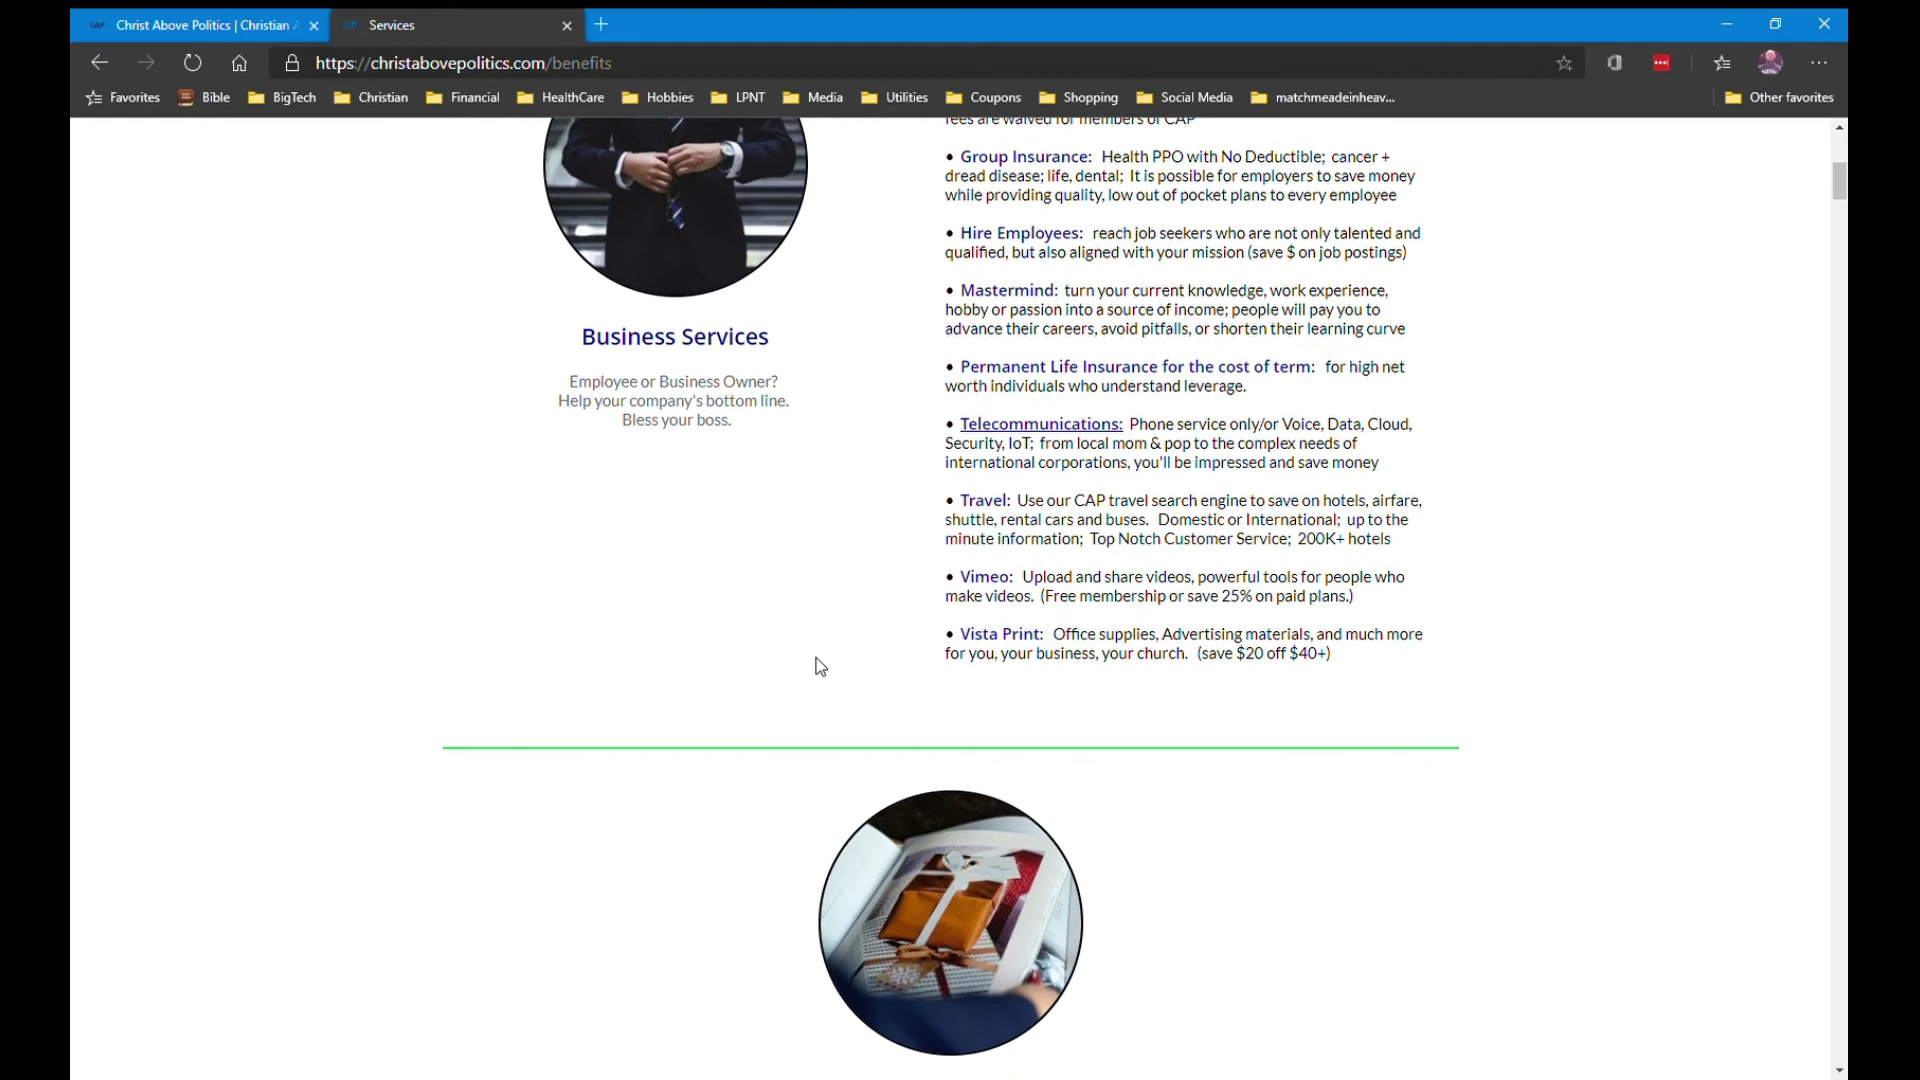 Christ Above Politics | Christian A
Services
https://christabovepolitics.com/benefits
Favorites
Bible
BigTech
Christian
Financial
HealthCare
Hobbies
LPNT
Media
Utilities
Coupons
Shopping
Social Media
matchmeadeinheav...
Other favorites
fees are waived for members of CAP
• Group Insurance: Health PPO with No Deductible; cancer +
dread disease; life, dental; It is possible for employers to save money
while providing quality, low out of pocket plans to every employee
• Hire Employees: reach job seekers who are not only talented and
qualified, but also aligned with your mission (save $ on job postings)
• Mastermind: turn your current knowledge, work experience,
hobby or passion into a source of income; people will pay you to
advance their careers, avoid pitfalls, or shorten their learning curve
• Permanent Life Insurance for the cost of term: for high net
worth individuals who understand leverage.
• Telecommunications: Phone service only/or Voice, Data, Cloud,
Security, IoT; from local mom & pop to the complex needs of
international corporations, you'll be impressed and save money
• Travel: Use our CAP travel search engine to save on hotels, airfare,
shuttle, rental cars and buses. Domestic or International; up to the
minute information; Top Notch Customer Service; 200K+ hotels
• Vimeo: Upload and share videos, powerful tools for people who
make videos. (Free membership or save 25% on paid plans.)
• Vista Print: Office supplies, Advertising materials, and much more
for you, your business, your church. (save $20 off $40+)
Business Services
Employee or Business Owner?
Help your company's bottom line.
Bless your boss.